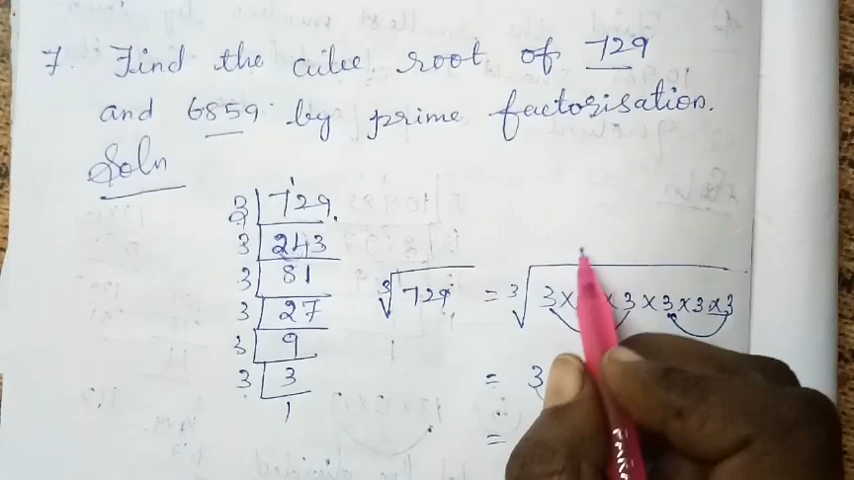 7. Find the cube root of 729
and 6859 by prime factorisation.
Soln
3 | 729
3 | 243
3 | 81
3 | 27
3 | 9
3 | 3
1
∛729 = ∛3 × × 3 × 3 × 3 × 3
= 3
=